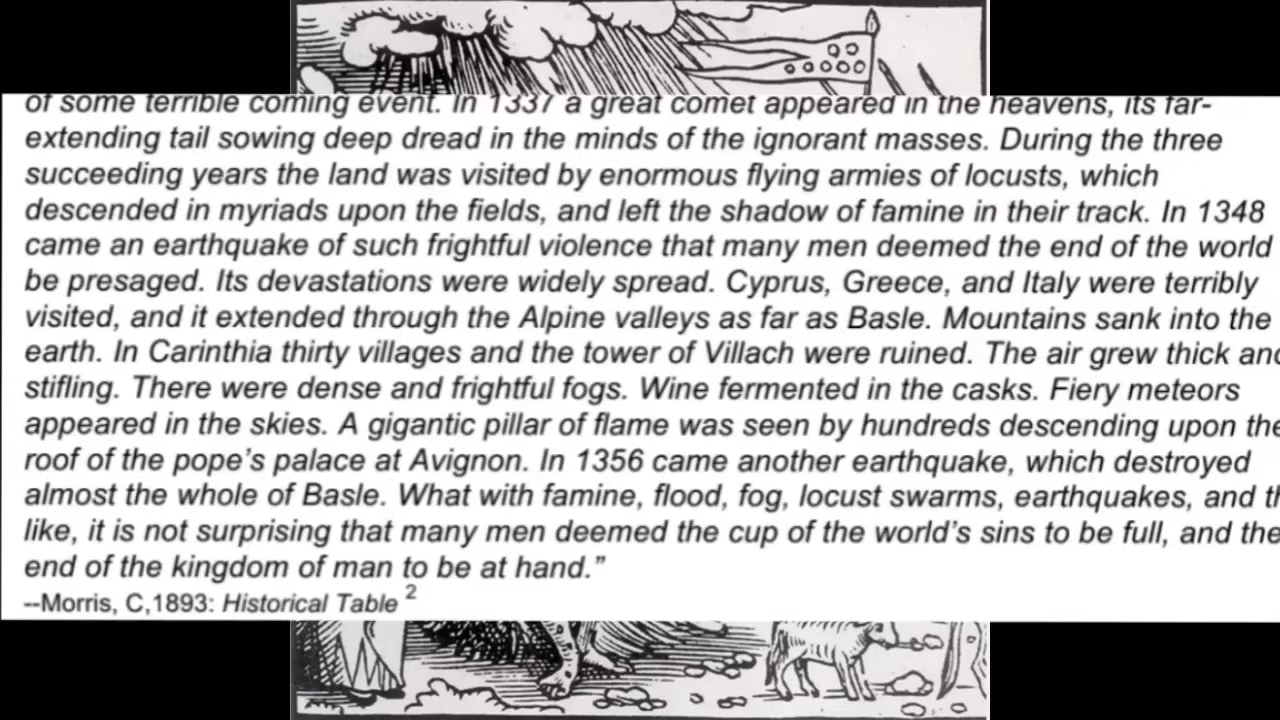 of some terrible coming event. In 1337 a great comet appeared in the heavens, its far-
extending tail sowing deep dread in the minds of the ignorant masses. During the three
succeeding years the land was visited by enormous flying armies of locusts, which
descended in myriads upon the fields, and left the shadow of famine in their track. In 1348
came an earthquake of such frightful violence that many men deemed the end of the world
be presaged. Its devastations were widely spread. Cyprus, Greece, and Italy were terribly
visited, and it extended through the Alpine valleys as far as Basle. Mountains sank into the
earth. In Carinthia thirty villages and the tower of Villach were ruined. The air grew thick
stifling. There were dense and frightful fogs. Wine fermented in the casks. Fiery meteors
appeared in the skies. A gigantic pillar of flame was seen by hundreds descending upon
roof of the pope's palace at Avignon. In 1356 came another earthquake, which destroyed
almost the whole of Basle. What with famine, flood, fog, locust swarms, earthquakes, and
like, it is not surprising that many men deemed the cup of the world's sins to be full, and the
end of the kingdom of man to be at hand."
--Morris, C,1893: Historical Table 2